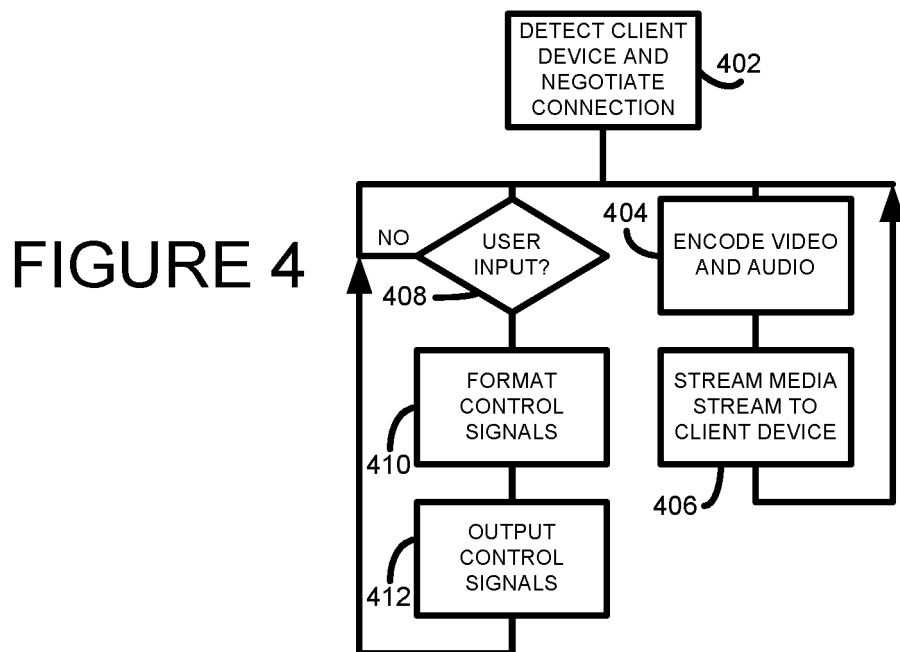 DETECT CLIENT
DEVICE AND
NEGOTIATE
CONNECTION
402
FIGURE 4
NO
USER
INPUT?
408
404
ENCODE VIDEO
AND AUDIO
FORMAT
CONTROL
SIGNALS
410
STREAM MEDIA
STREAM TO
CLIENT DEVICE
406
OUTPUT
CONTROL
SIGNALS
412